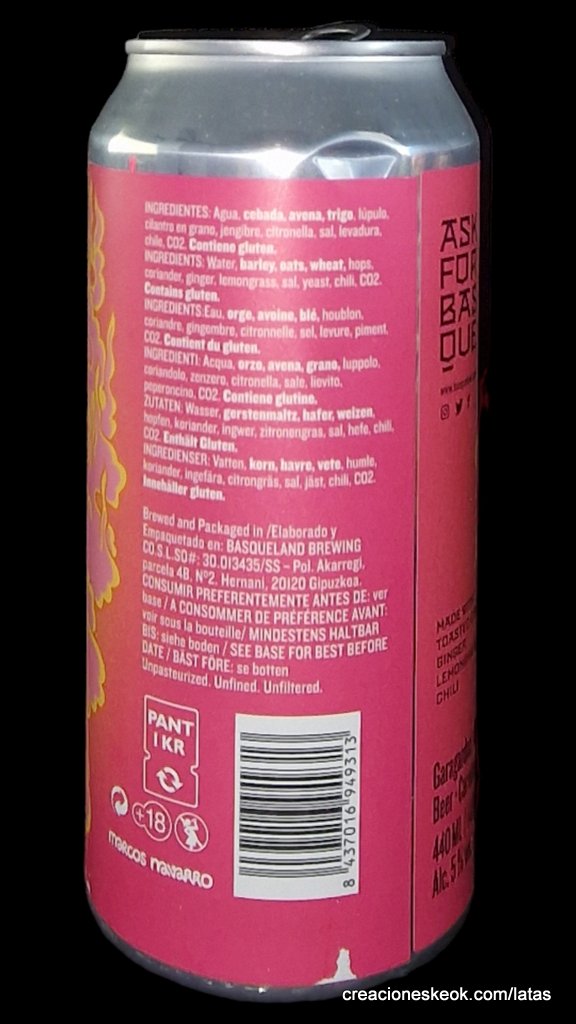 INGREDIENTES: Agua, cebada, avena, trigo, lúpulo,
cilantro en grano, jengibre, citronella, sal, levadura,
chile, CO2. Contiene gluten.
INGREDIENTS: Water, barley, oats, wheat, hops,
coriander, ginger, lemongrass, sal, yeast, chili, CO2.
Contains gluten.
INGREDIENTS:Eau, orge, avoine, blé, houblon,
coriandre, gingembre, citronnelle, sel, levure, piment,
CO2. Contient du gluten.
INGREDIENTI: Acqua, orzo, avena, grano, luppolo,
coriandolo, zenzero, citronella, sale, lievito,
peperoncino, CO2. Contiene glutine.
ZUTATEN: Wasser, gerstenmaltz, hafer, weizen,
hopfen, koriander, ingwer, zitronengras, sal, hefe, chili,
CO2. Enthält Gluten.
INGREDIENSER: Vatten, korn, havre, vete, humle,
koriander, ingefära, citrongräs, sal, jäst, chili, CO2.
Innehåller gluten.
Brewed and Packaged in /Elaborado y
Empaquetado en: BASQUELAND BREWING
CO.S.L.SO#: 30.013435/SS – Pol. Akarregi,
parcela 4B, Nº2. Hernani, 20120 Gipuzkoa.
CONSUMIR PREFERENTEMENTE ANTES DE: ver
base / A CONSOMMER DE PRÉFÉRENCE AVANT:
voir sous la bouteille/ MINDESTENS HALTBAR
BIS: siehe boden / SEE BASE FOR BEST BEFORE
DATE / BÄST FÖRE: se botten
Unpasteurized. Unfined. Unfiltered.
PANT
1 KR
+18
marcos navarro
8 437016 949313
ASK
FOR
BAS
QUE
MADE WITH
TOASTED
GINGER
LEMON
CHILI
Beer
440 ML
Alc. 5%
creacioneskeok.com/latas